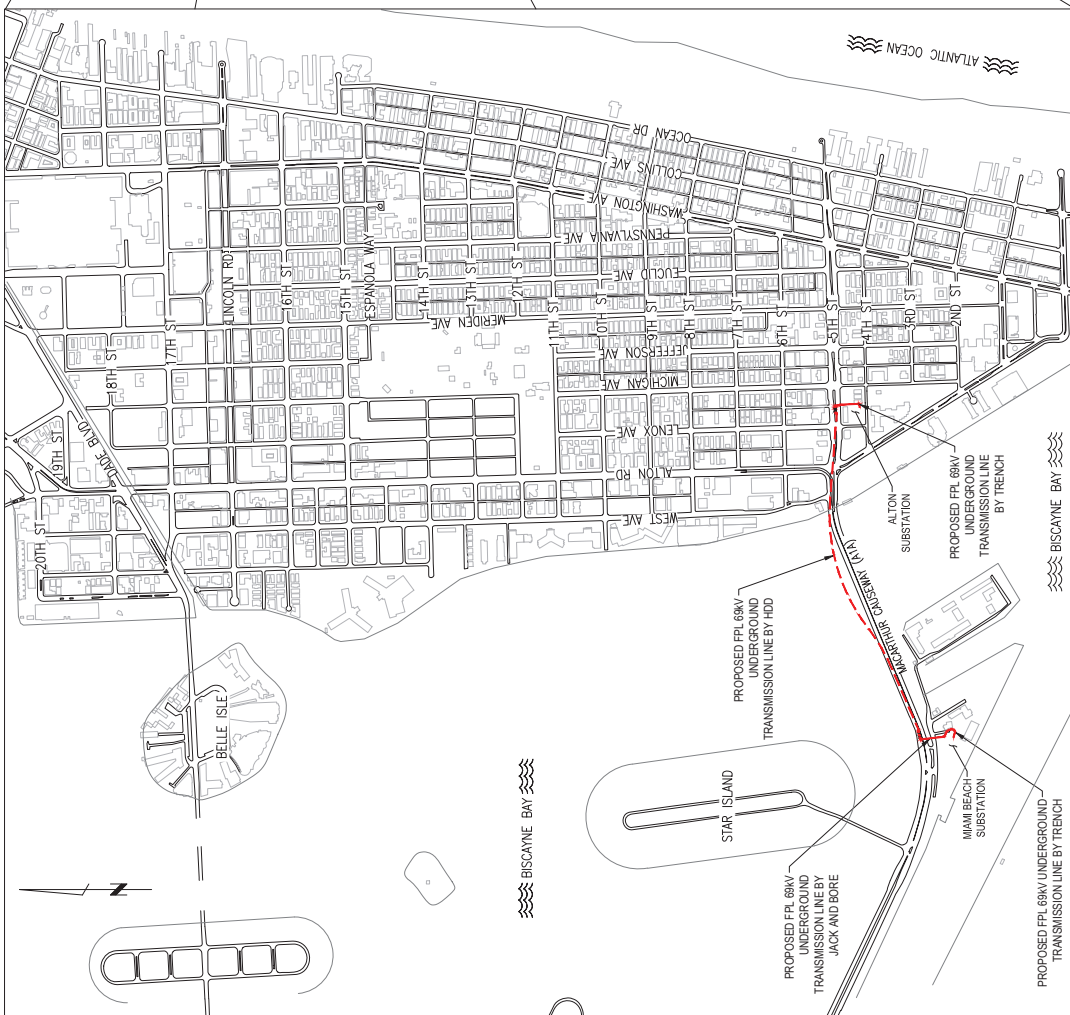 ATLANTIC OCEAN
OCEAN DR
COLLINS AVE
WASHINGTON AVE
PENNSYLVANIA AVE
EUCLID AVE
MERIDEN AVE
JEFFERSON AVE
MICHIGAN AVE
LENOX AVE
ALTON RD
WEST AVE
20TH ST
19TH ST
DADE BLVD
18TH ST
17TH ST
LINCOLN RD
16TH ST
15TH ST
ESPANOLA WAY
14TH ST
13TH ST
12TH ST
11TH ST
10TH ST
9TH ST
8TH ST
7TH ST
6TH ST
5TH ST
4TH ST
3RD ST
2ND ST
ALTON
SUBSTATION
PROPOSED FPL 69kV
UNDERGROUND
TRANSMISSION LINE
BY TRENCH
BISCAYNE BAY
PROPOSED FPL 69kV
UNDERGROUND
TRANSMISSION LINE BY HDD
MACARTHUR CAUSEWAY (A1A)
BELLE ISLE
BISCAYNE BAY
STAR ISLAND
MIAMI BEACH
SUBSTATION
PROPOSED FPL 69kV
UNDERGROUND
TRANSMISSION LINE BY
JACK AND BORE
PROPOSED FPL 69kV UNDERGROUND
TRANSMISSION LINE BY TRENCH
N